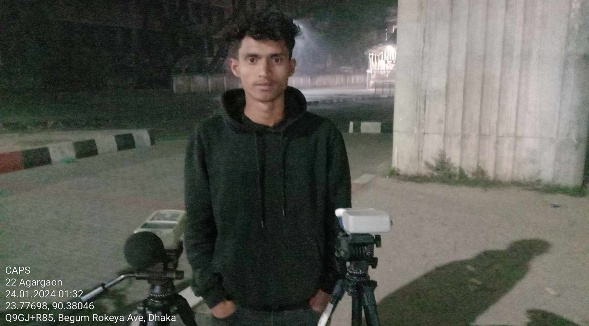 CAPS
22 Agargaon
24.01.2024 01:32
23.77698, 90.38046
Q9GJ+R85, Begum Rokeya Ave, Dhaka